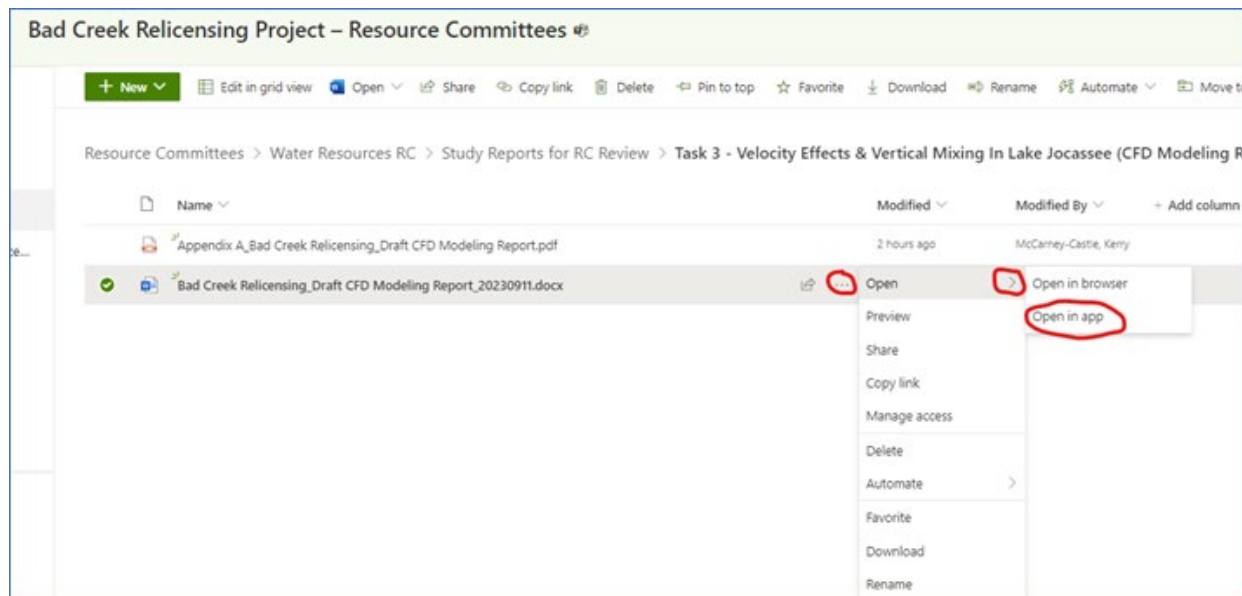 Bad Creek Relicensing Project – Resource Committees
+ New Edit in grid view Open Share Copy link Delete Pin to top Favorite Download Rename Automate Move
Resource Committees > Water Resources RC > Study Reports for RC Review > Task 3 - Velocity Effects & Vertical Mixing In Lake Jocassee (CFD Modeling R
Name Modified Modified By + Add column
Appendix A_Bad Creek Relicensing_Draft CFD Modeling Report.pdf 2 hours ago McCarney-Castle, Kerry
Bad Creek Relicensing_Draft CFD Modeling Report_20230911.docx ... Open > Open in browser
Preview Open in app
Share
Copy link
Manage access
Delete
Automate >
Favorite
Download
Rename